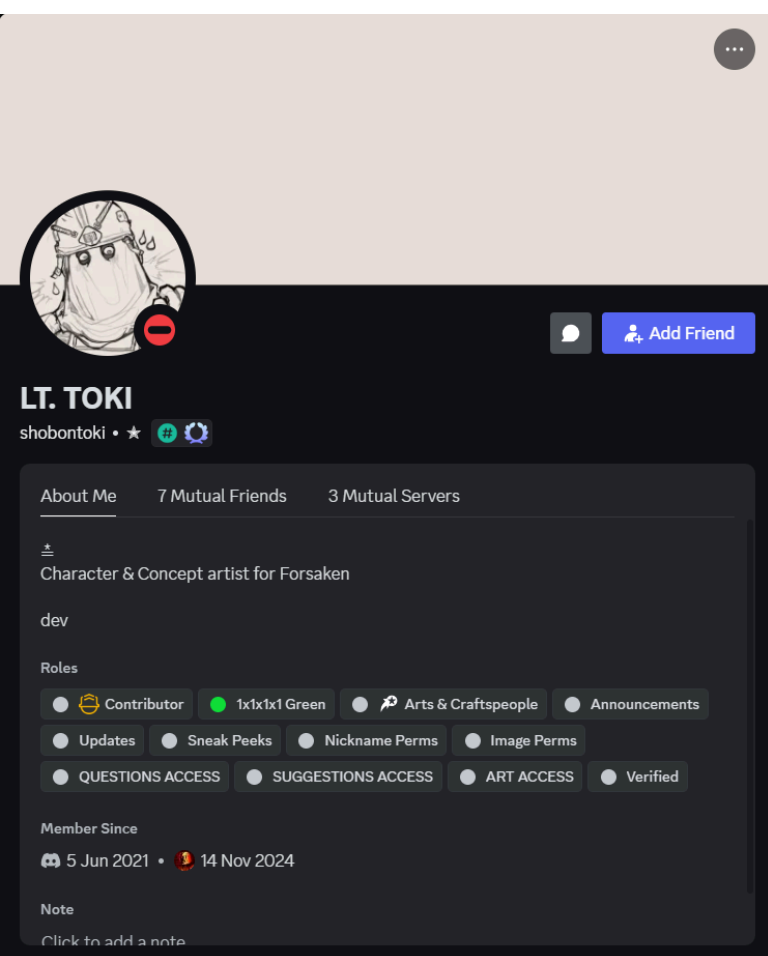 Add Friend
LT. TOKI
shobontoki • ★ #
About Me 7 Mutual Friends 3 Mutual Servers
≛
Character & Concept artist for Forsaken
dev
Roles
Contributor 1x1x1x1 Green Arts & Craftspeople Announcements
Updates Sneak Peeks Nickname Perms Image Perms
QUESTIONS ACCESS SUGGESTIONS ACCESS ART ACCESS Verified
Member Since
5 Jun 2021 • 14 Nov 2024
Note
Click to add a note